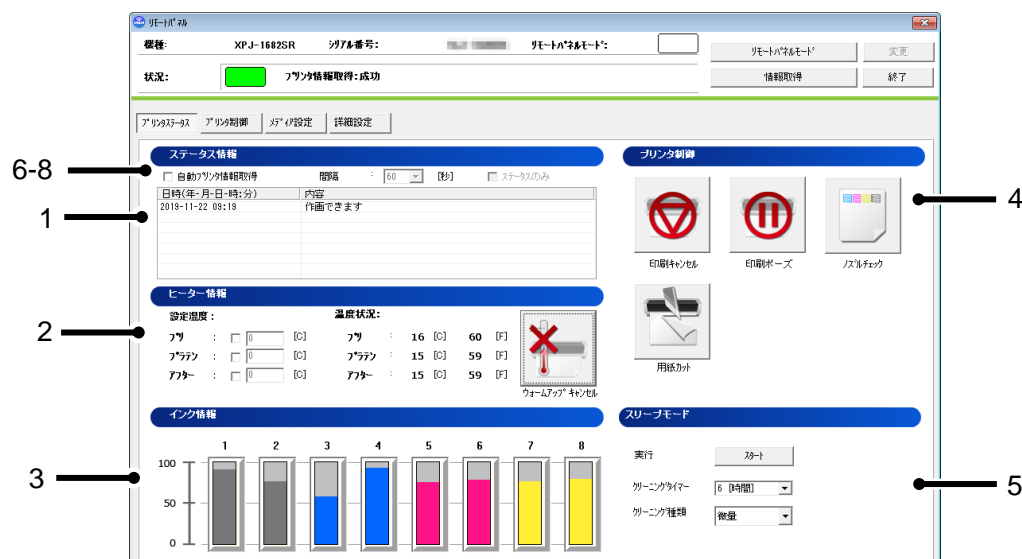 リモートパネル
機種: XPJ-1682SR シリアル番号: リモートパネルモード:
リモートパネルモード 変更
状況: プリンタ情報取得:成功
情報取得 終了
プリンタステータス プリンタ制御 メディア設定 詳細設定
ステータス情報
6-8
自動プリンタ情報取得 間隔 : 60 [秒] ステータスのみ
日時(年-月-日-時:分) 内容
1
2019-11-22 09:19 作画できます
プリンタ制御
4
印刷キャンセル 印刷ポーズ ノズルチェック
用紙カット
ヒーター情報
設定温度: 温度状況:
2
プリ : 0 [C] プリ : 16 [C] 60 [F]
プラテン : 0 [C] プラテン : 15 [C] 59 [F]
アフター : 0 [C] アフター : 15 [C] 59 [F]
ウォームアップキャンセル
インク情報
1 2 3 4 5 6 7 8
100
3
50
0
スリープモード
実行 スタート
5
クリーニングタイマー 6 [時間]
クリーニング種類 微量